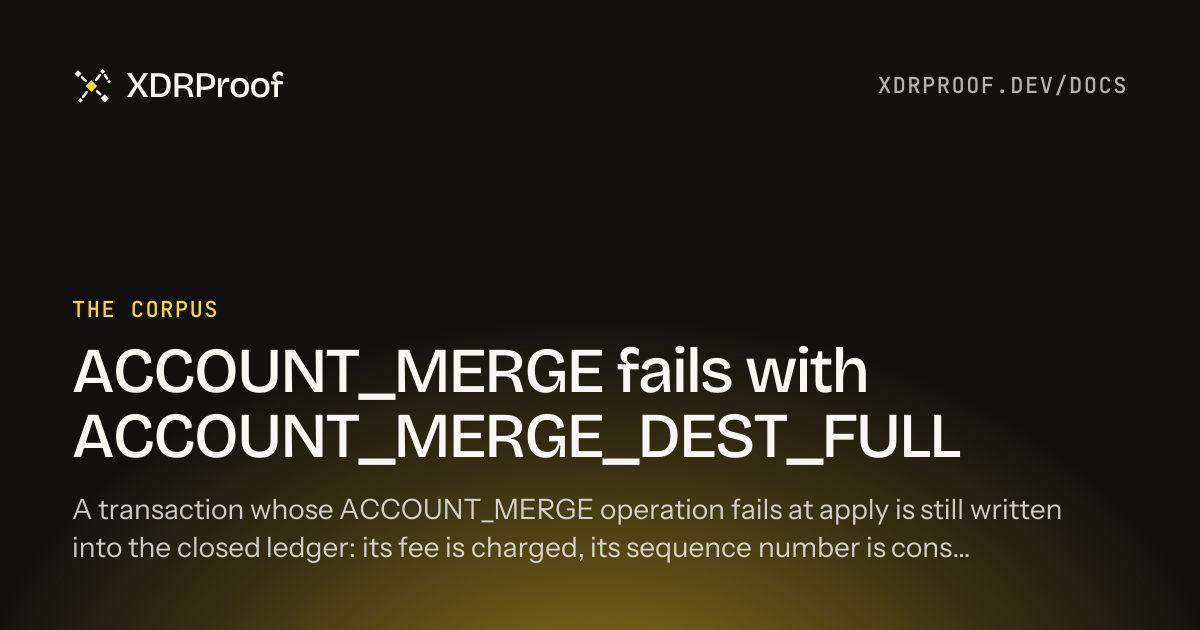 XDRProof
XDRPROOF.DEV/DOCS
THE CORPUS
ACCOUNT_MERGE fails with
ACCOUNT_MERGE_DEST_FULL
A transaction whose ACCOUNT_MERGE operation fails at apply is still written
into the closed ledger: its fee is charged, its sequence number is cons...